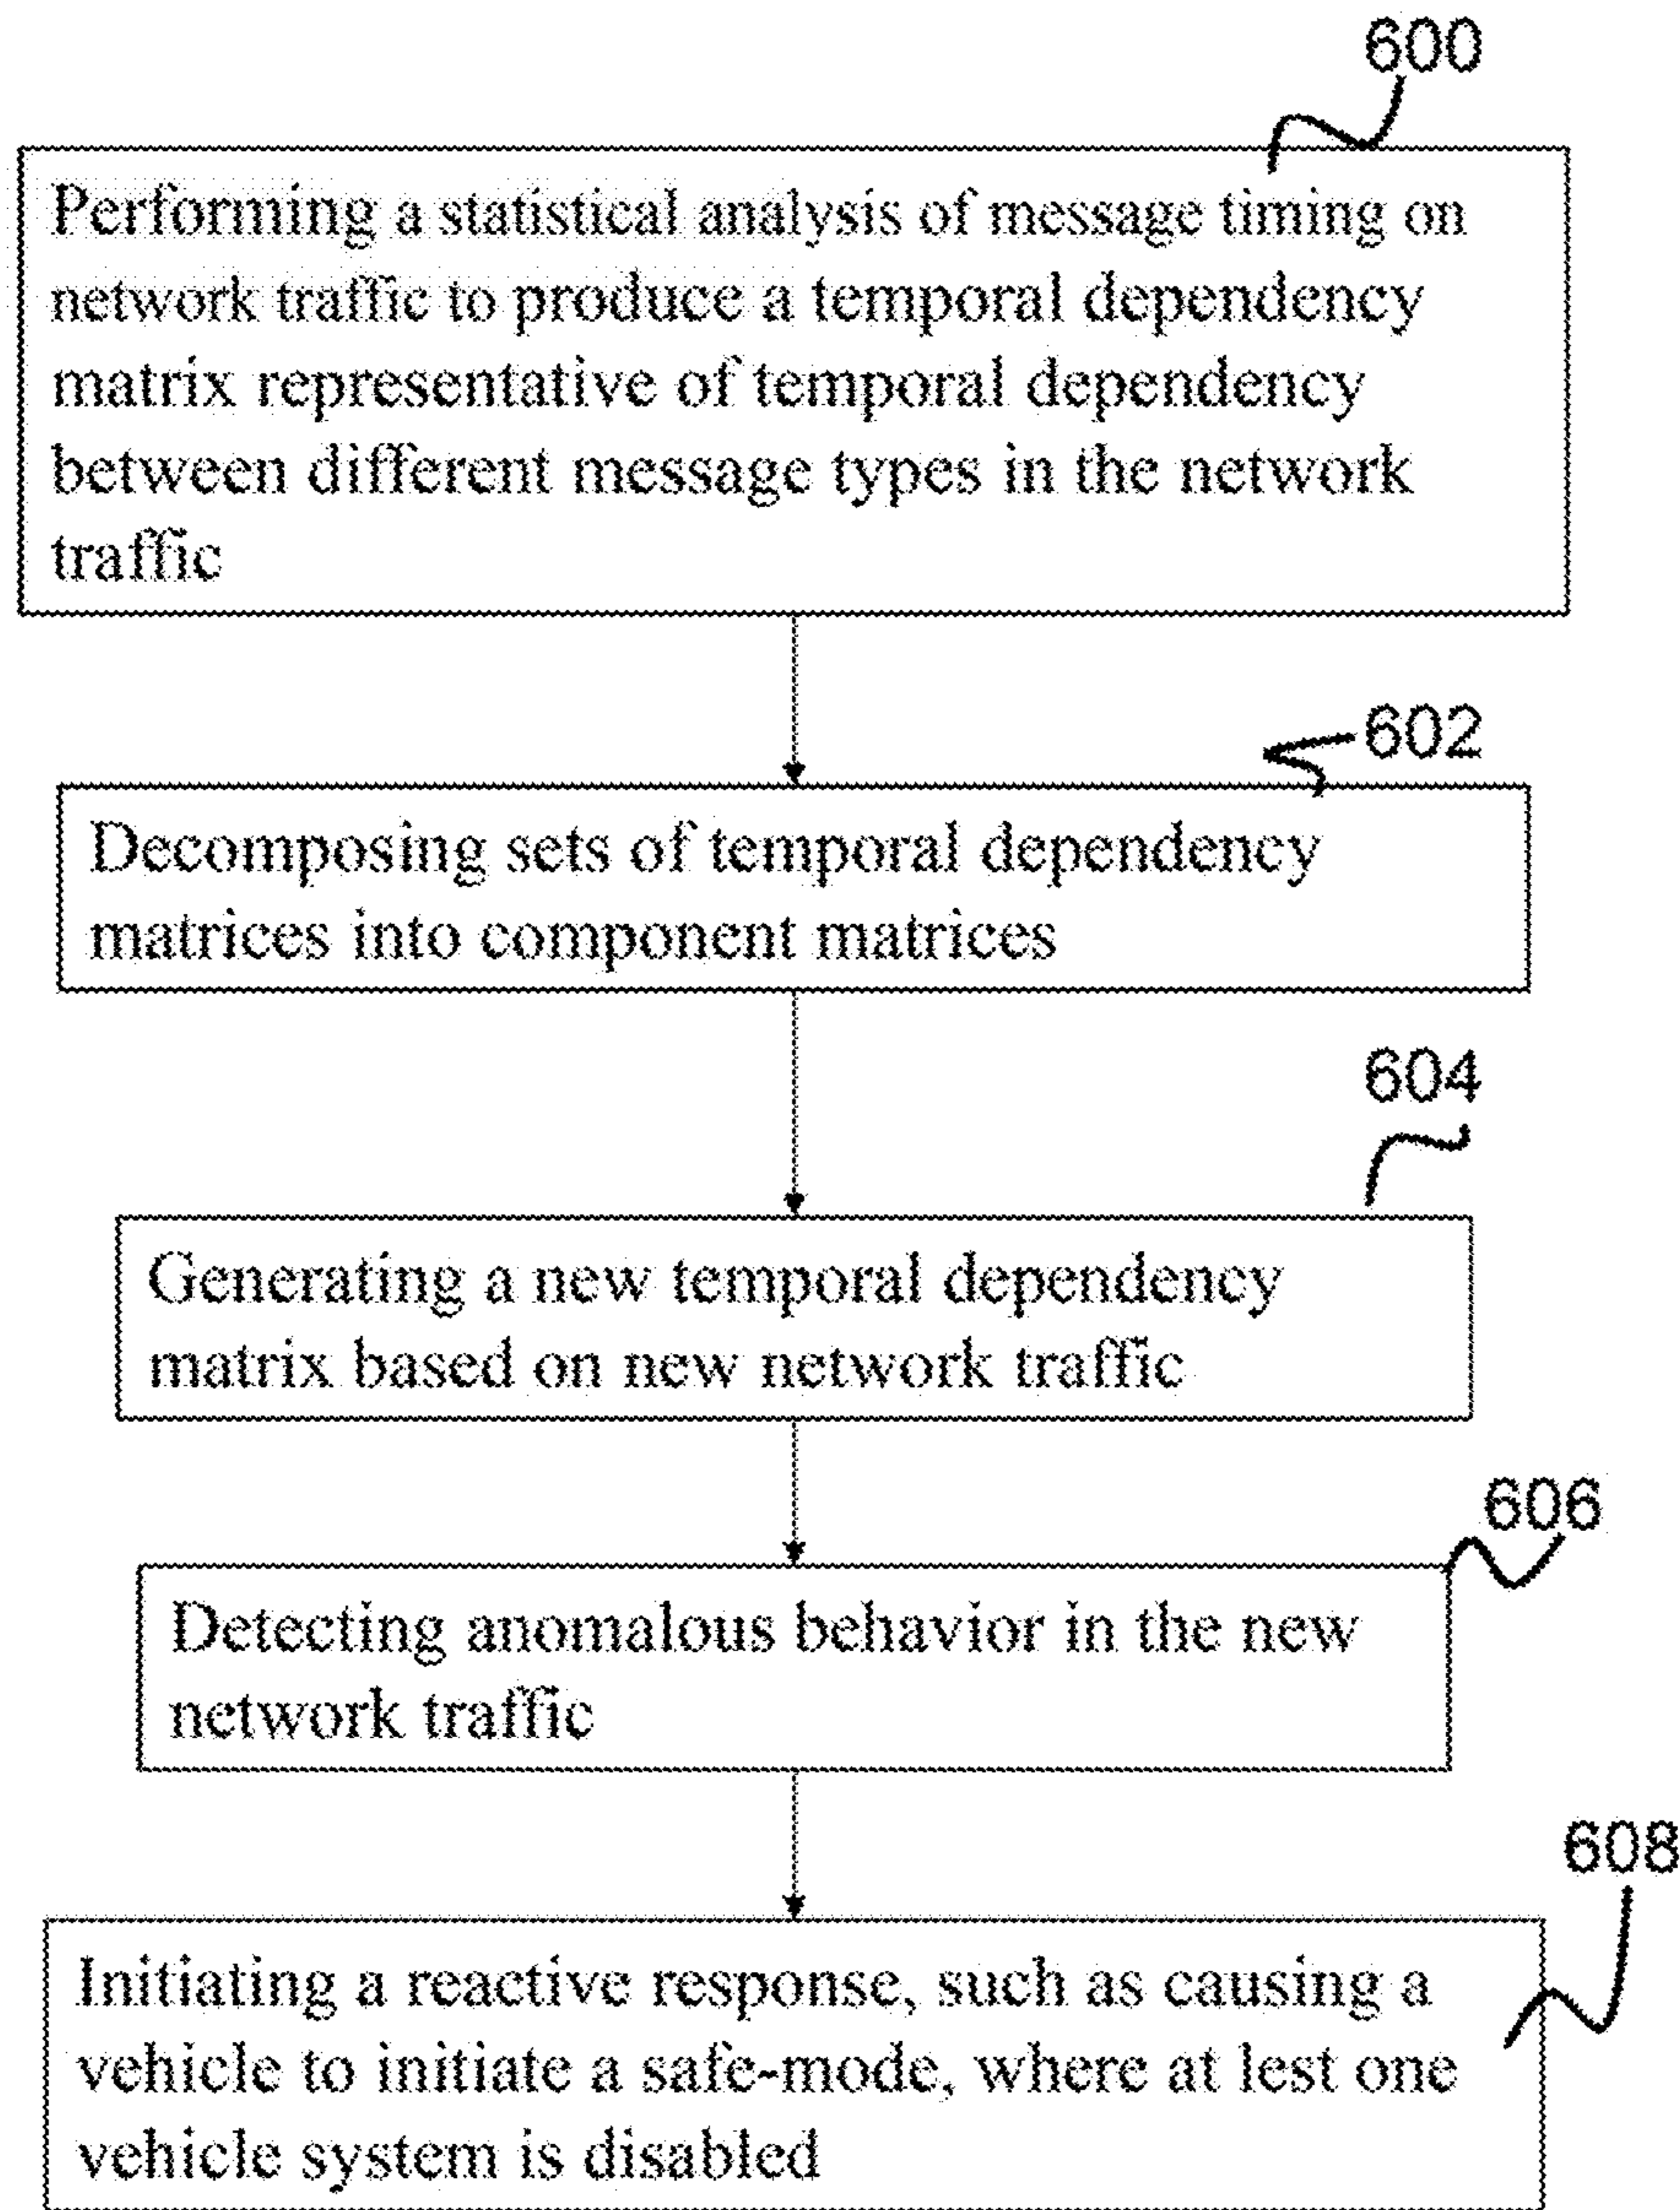 600
Performing a statistical analysis of message timing on
network traffic to produce a temporal dependency
matrix representative of temporal dependency
between different message types in the network
traffic
602
Decomposing sets of temporal dependency
matrices into component matrices
604
Generating a new temporal dependency
matrix based on new network traffic
606
Detecting anomalous behavior in the new
network traffic
608
Initiating a reactive response, such as causing a
vehicle to initiate a safe-mode, where at lest one
vehicle system is disabled